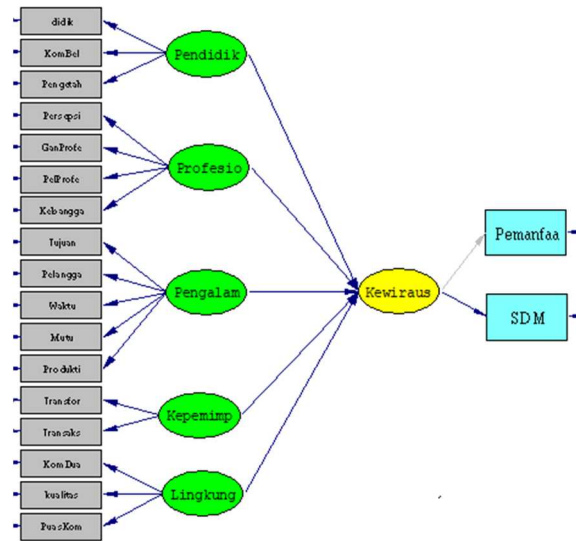 didik
KomBel
Pengetah
Persepsi
GanProfe
PelProfe
Kebangga
Tujuan
Pelangga
Waktu
Mutu
Produkti
Transfor
Transaks
KomDua
kualitas
PuasKom
Pendidik
Profesio
Pengalam
Kepemimp
Lingkung
Kewiraus
Pemanfaa
SDM